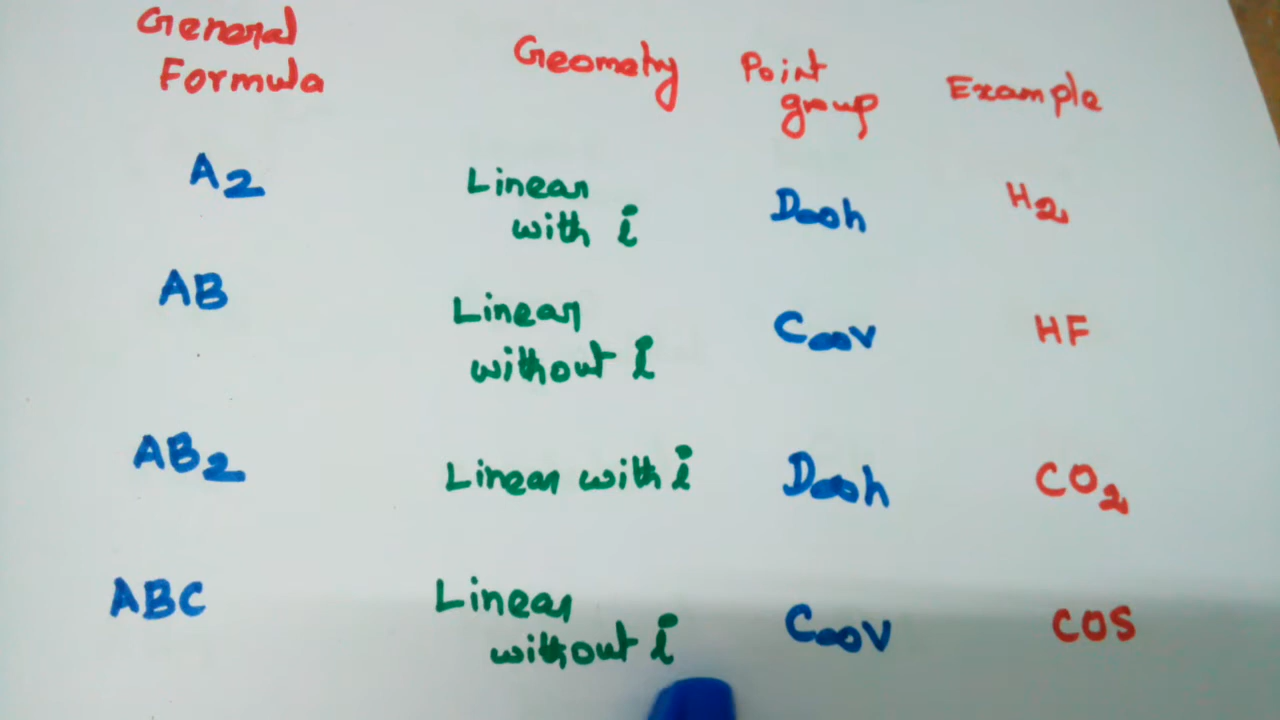 General Formula Geometry Point group Example
A2 Linear with i D∞h H2
AB Linear without i C∞v HF
AB2 Linear with i D∞h CO2
ABC Linear without i C∞v COS